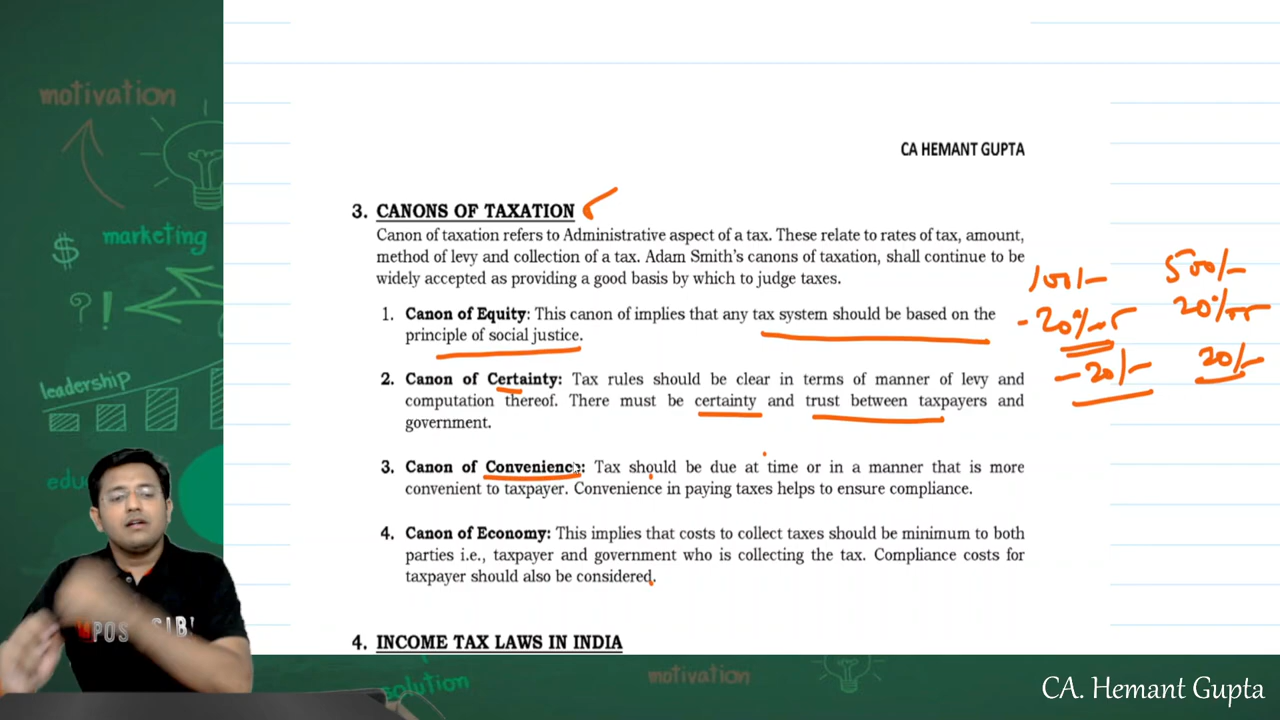 motivation
CA HEMANT GUPTA
3. CANONS OF TAXATION
Canon of taxation refers to Administrative aspect of a tax. These relate to rates of tax, amount,
method of levy and collection of a tax. Adam Smith's canons of taxation, shall continue to be
widely accepted as providing a good basis by which to judge taxes.
marketing
$
?!
leadership
1. Canon of Equity: This canon of implies that any tax system should be based on the
principle of social justice.
100/-
500/-
-20/-
20/-
2. Canon of Certainty: Tax rules should be clear in terms of manner of levy and
computation thereof. There must be certainty and trust between taxpayers and
government.
3. Canon of Convenience: Tax should be due at time or in a manner that is more
convenient to taxpayer. Convenience in paying taxes helps to ensure compliance.
4. Canon of Economy: This implies that costs to collect taxes should be minimum to both
parties i.e., taxpayer and government who is collecting the tax. Compliance costs for
taxpayer should also be considered.
4. INCOME TAX LAWS IN INDIA
solution
motivation
CA. Hemant Gupta